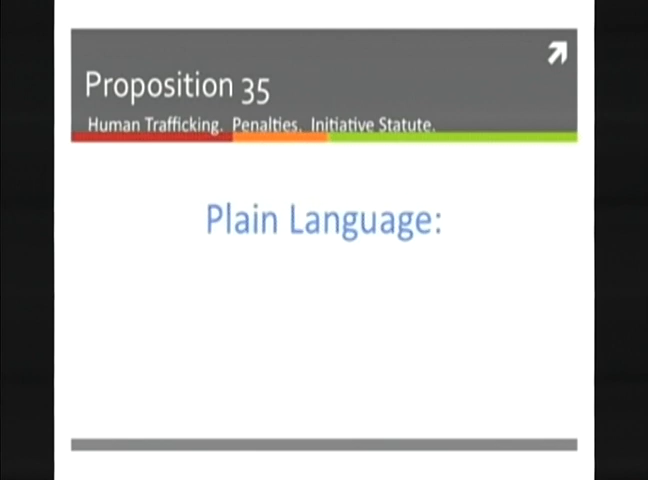 Proposition 35
Human Trafficking. Penalties. Initiative Statute.
Plain Language: